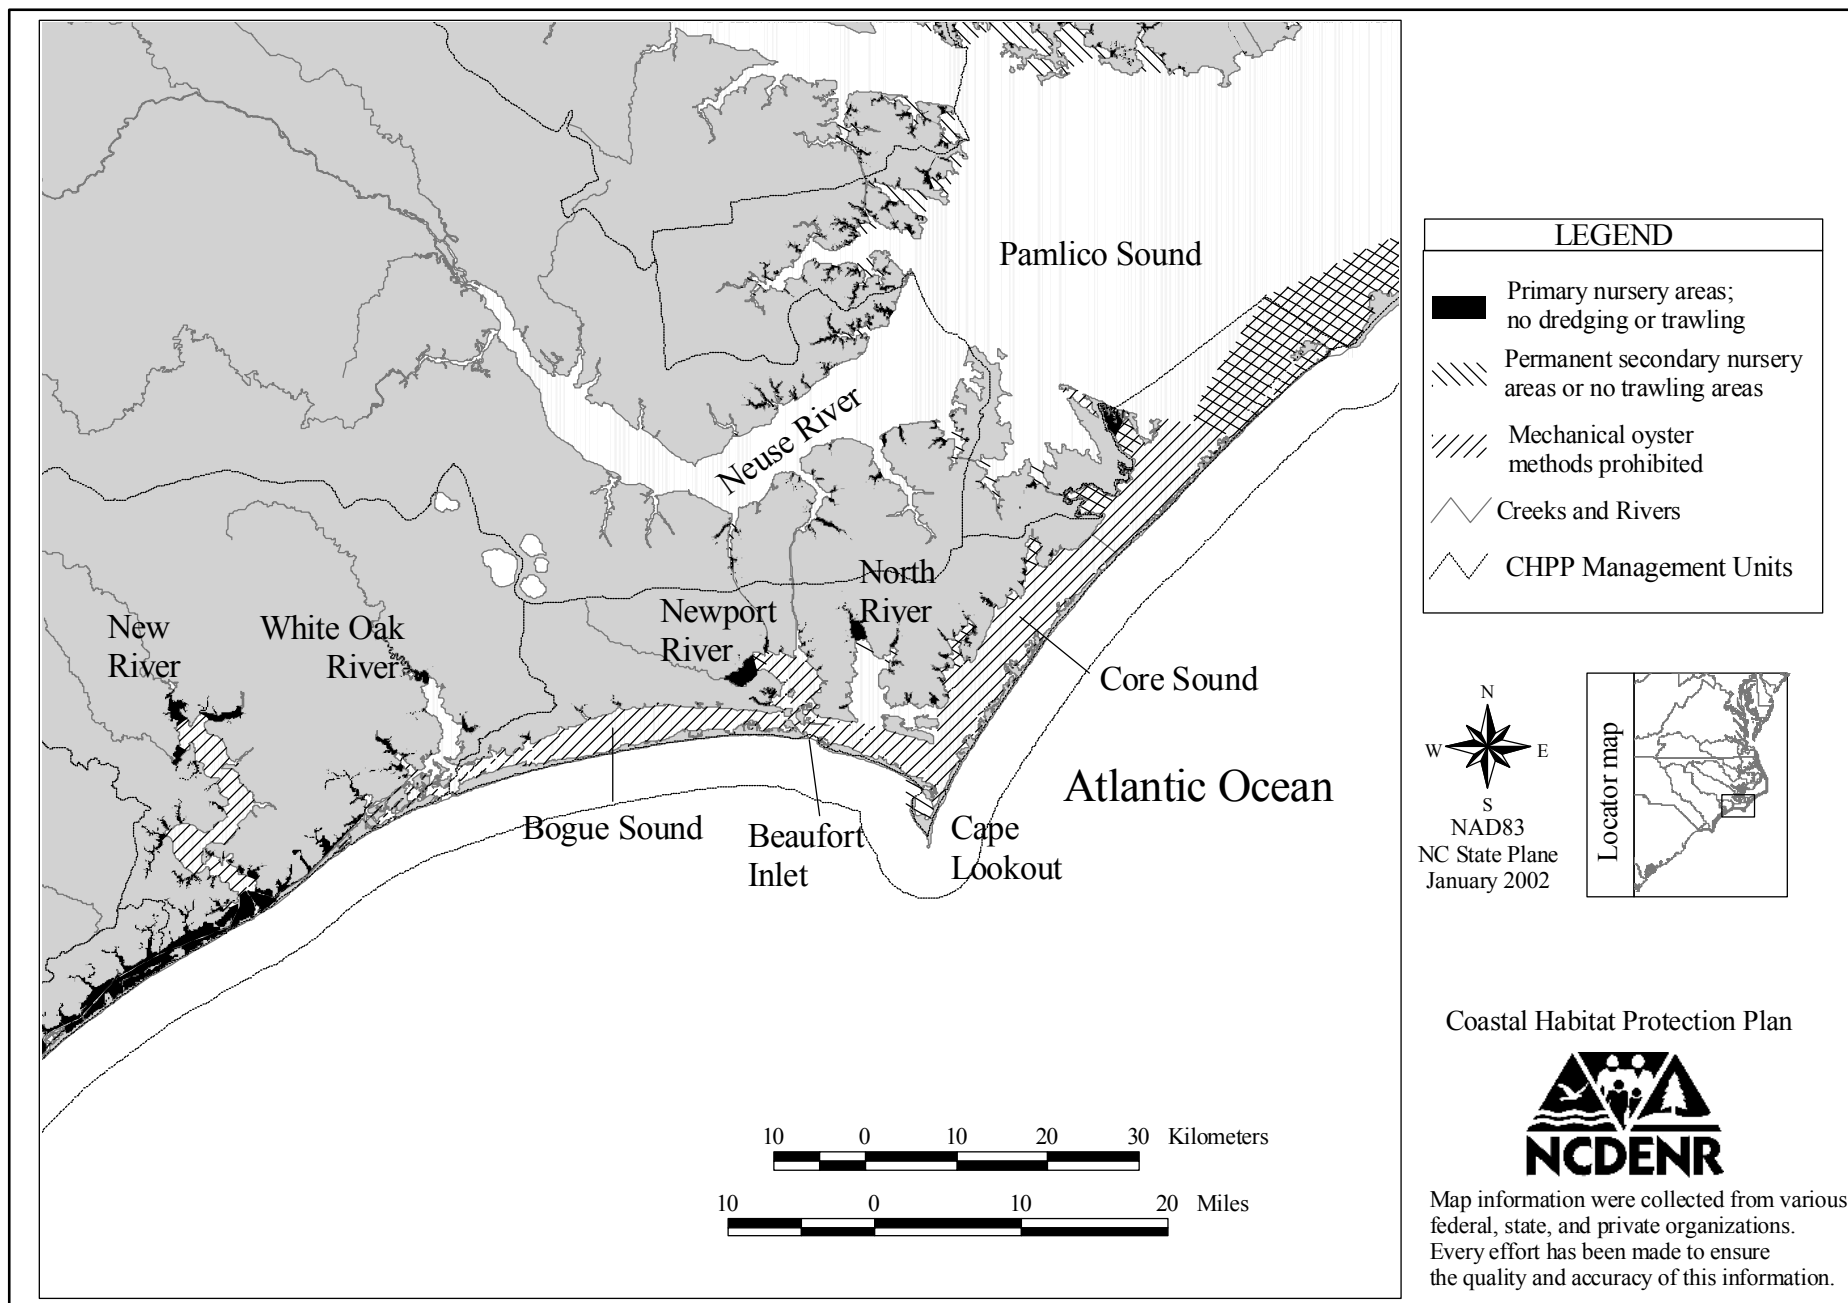 Pamlico Sound
Neuse River
North
River
Newport
River
White Oak
River
New
River
Core Sound
Atlantic Ocean
Bogue Sound
Beaufort
Inlet
Cape
Lookout
10 0 10 20 30 Kilometers
10 0 10 20 Miles
LEGEND
Primary nursery areas;
no dredging or trawling
Permanent secondary nursery
areas or no trawling areas
Mechanical oyster
methods prohibited
Creeks and Rivers
CHPP Management Units
N
W E
S
NAD83
NC State Plane
January 2002
Locator map
Coastal Habitat Protection Plan
NCDENR
Map information were collected from various
federal, state, and private organizations.
Every effort has been made to ensure
the quality and accuracy of this information.